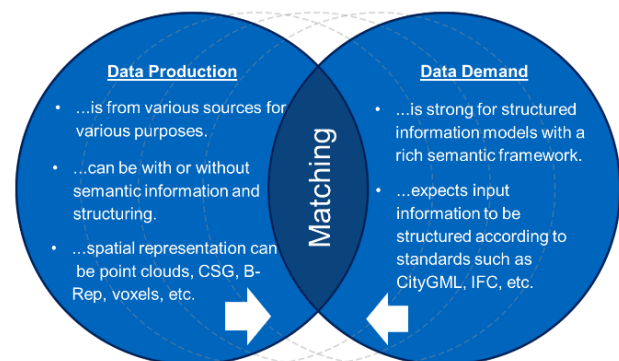 Data Production
• ...is from various sources for
various purposes.
• ...can be with or without
semantic information and
structuring.
• ...spatial representation can
be point clouds, CSG, B-
Rep, voxels, etc.
Matching
Data Demand
• ...is strong for structured
information models with a
rich semantic framework.
• ...expects input
information to be
structured according to
standards such as
CityGML, IFC, etc.